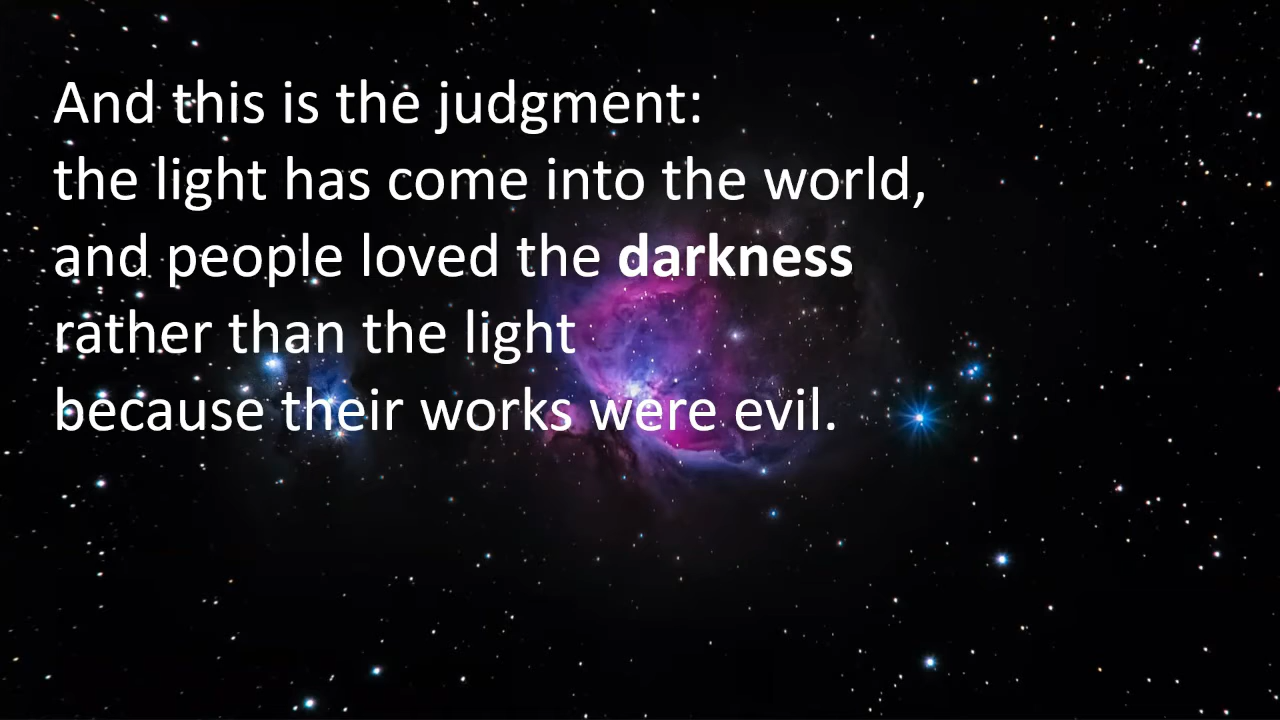 And this is the judgment:
the light has come into the world,
and people loved the darkness
rather than the light
because their works were evil.